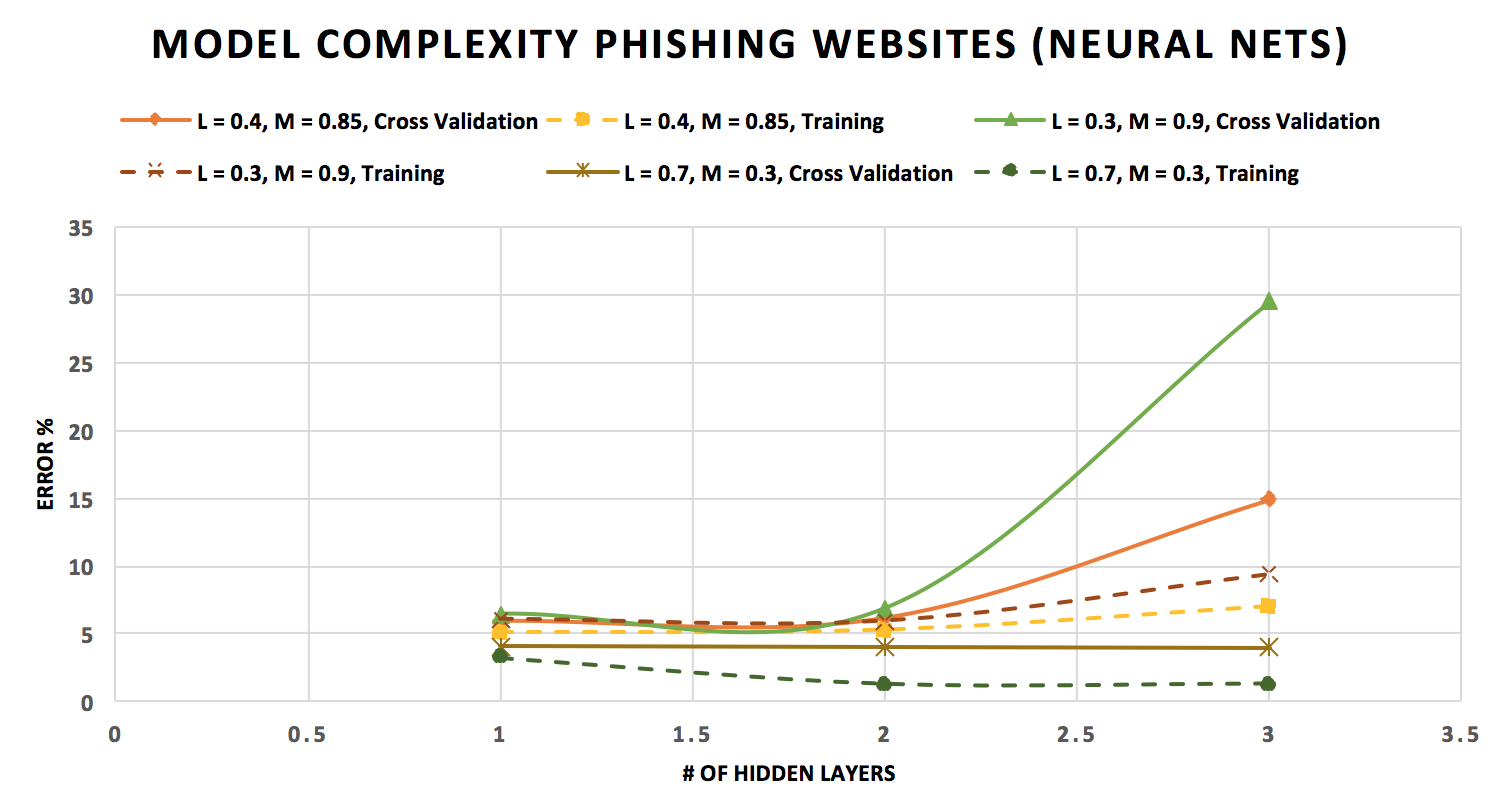 MODEL COMPLEXITY PHISHING WEBSITES (NEURAL NETS)
L = 0.4, M = 0.85, Cross Validation L = 0.4, M = 0.85, Training L = 0.3, M = 0.9, Cross Validation
L = 0.3, M = 0.9, Training L = 0.7, M = 0.3, Cross Validation L = 0.7, M = 0.3, Training
35
30
25
20
15
10
5
0
ERROR %
0 0.5 1 1.5 2 2.5 3 3.5
# OF HIDDEN LAYERS